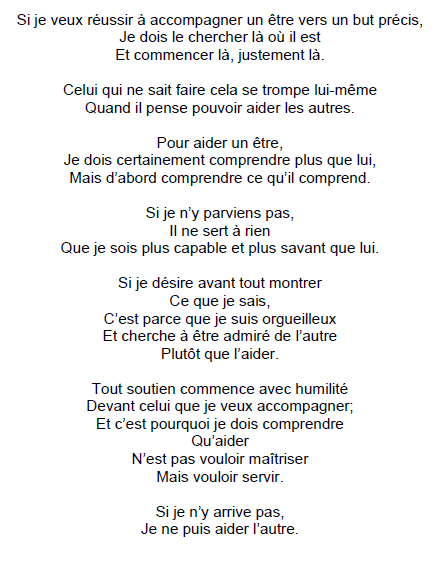 Si je veux réussir à accompagner un être vers un but précis,
Je dois le chercher là où il est
Et commencer là, justement là.
Celui qui ne sait faire cela se trompe lui-même
Quand il pense pouvoir aider les autres.
Pour aider un être,
Je dois certainement comprendre plus que lui,
Mais d’abord comprendre ce qu’il comprend.
Si je n’y parviens pas,
Il ne sert à rien
Que je sois plus capable et plus savant que lui.
Si je désire avant tout montrer
Ce que je sais,
C’est parce que je suis orgueilleux
Et cherche à être admiré de l’autre
Plutôt que l’aider.
Tout soutien commence avec humilité
Devant celui que je veux accompagner;
Et c’est pourquoi je dois comprendre
Qu’aider
N’est pas vouloir maîtriser
Mais vouloir servir.
Si je n’y arrive pas,
Je ne puis aider l’autre.